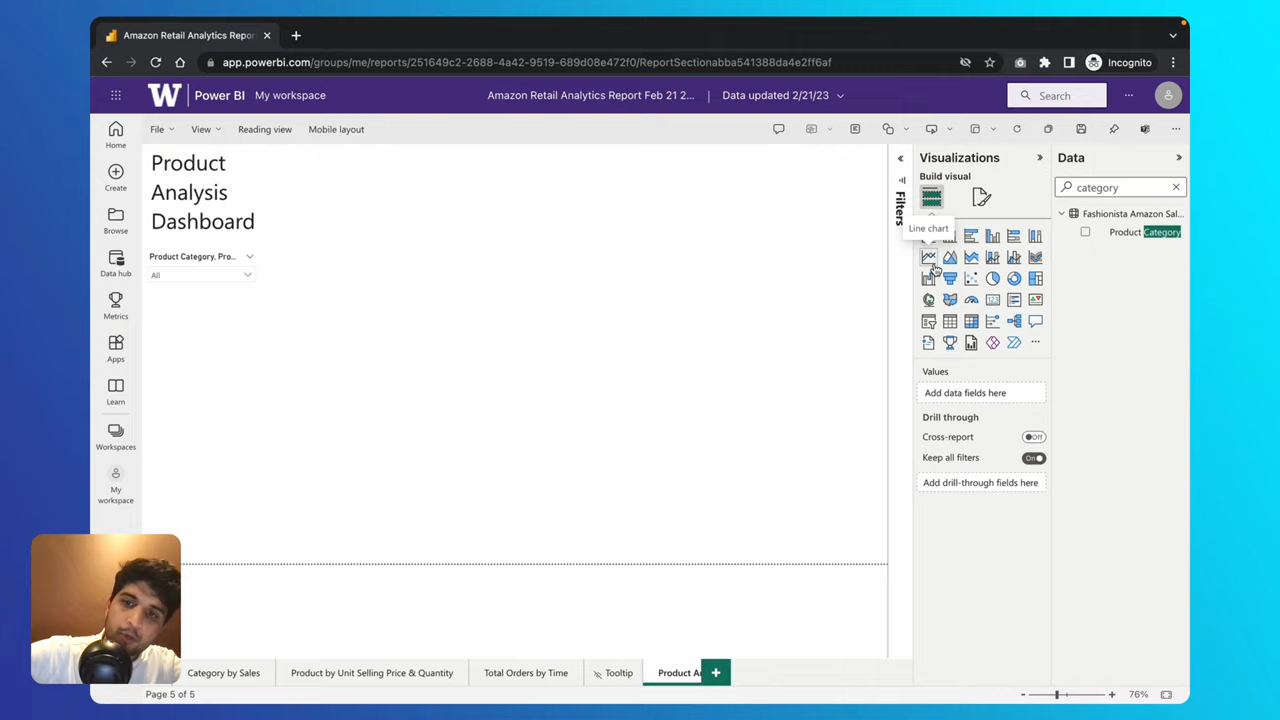 Amazon Retail Analytics Repor
app.powerbi.com/groups/me/reports/251649c2-2688-4a42-9519-689d08e472f0/ReportSectionabba541388da4e2ff6af
Incognito
W
Power BI
My workspace
Amazon Retail Analytics Report Feb 21 2...
Data updated 2/21/23
Search
File
View
Reading view
Mobile layout
Home
Create
Browse
Data hub
Metrics
Apps
Learn
Workspaces
My
workspace
Product
Analysis
Dashboard
Product Category, Pro...
All
Filters
Visualizations
Build visual
Line chart
Values
Add data fields here
Drill through
Cross-report
Off
Keep all filters
On
Add drill-through fields here
Data
category
Fashionista Amazon Sal...
Product Category
Category by Sales
Product by Unit Selling Price & Quantity
Total Orders by Time
Tooltip
Product A
Page 5 of 5
76%